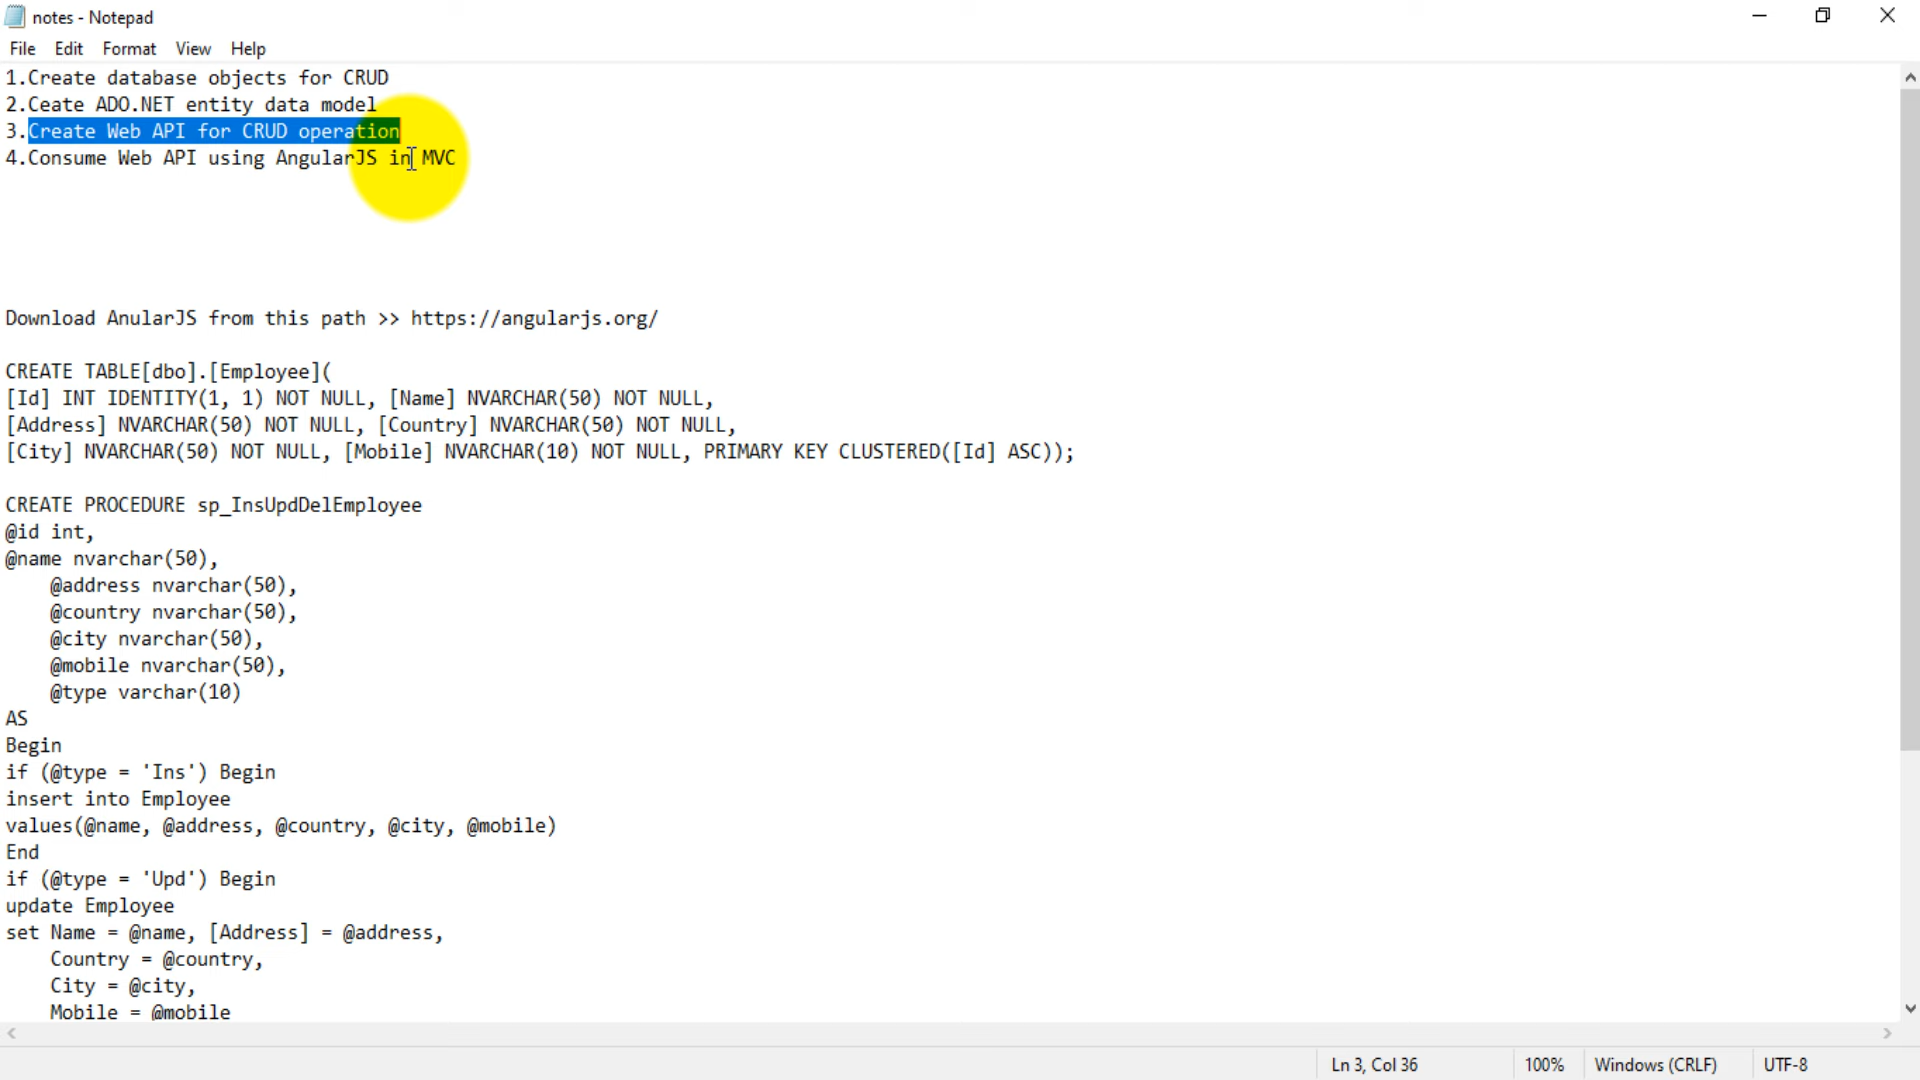 notes - Notepad
File Edit Format View Help
1.Create database objects for CRUD
2.Ceate ADO.NET entity data model
3.Create Web API for CRUD operation
4.Consume Web API using AngularJS in MVC
Download AnularJS from this path >> https://angularjs.org/
CREATE TABLE[dbo].[Employee](
[Id] INT IDENTITY(1, 1) NOT NULL, [Name] NVARCHAR(50) NOT NULL,
[Address] NVARCHAR(50) NOT NULL, [Country] NVARCHAR(50) NOT NULL,
[City] NVARCHAR(50) NOT NULL, [Mobile] NVARCHAR(10) NOT NULL, PRIMARY KEY CLUSTERED([Id] ASC));
CREATE PROCEDURE sp_InsUpdDelEmployee
@id int,
@name nvarchar(50),
@address nvarchar(50),
@country nvarchar(50),
@city nvarchar(50),
@mobile nvarchar(50),
@type varchar(10)
AS
Begin
if (@type = 'Ins') Begin
insert into Employee
values(@name, @address, @country, @city, @mobile)
End
if (@type = 'Upd') Begin
update Employee
set Name = @name, [Address] = @address,
Country = @country,
City = @city,
Mobile = @mobile
Ln 3, Col 36 100% Windows (CRLF) UTF-8